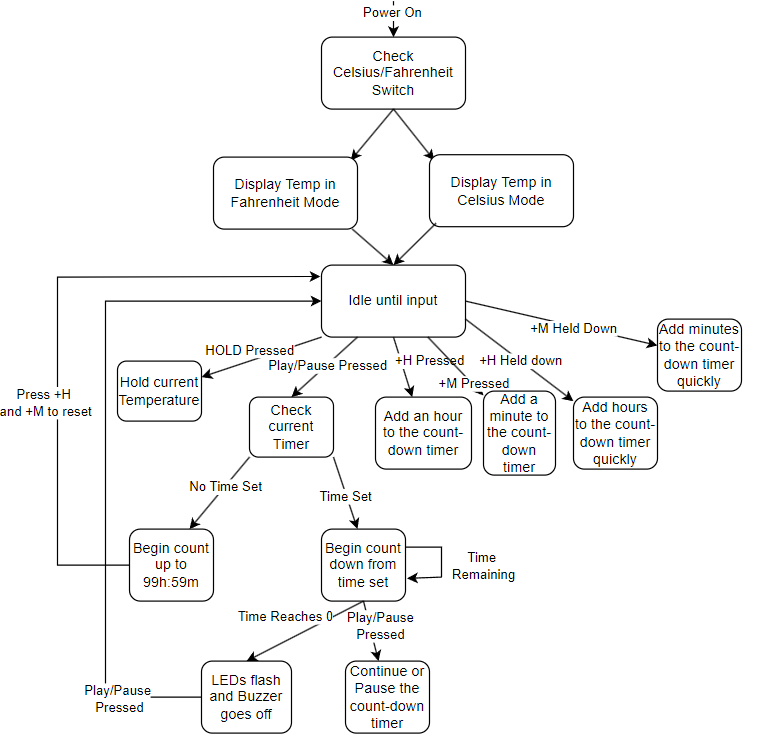 Power On
Check
Celsius/Fahrenheit
Switch
Display Temp in
Fahrenheit Mode
Display Temp in
Celsius Mode
Idle until input
+M Held Down
HOLD Pressed
Play/Pause Pressed
+H Pressed
+H Held down
+M Pressed
Add minutes
to the count-
down timer
quickly
Hold current
Temperature
Press +H
and +M to reset
Check
current
Timer
Add an hour
to the count-
down timer
Add a
minute to
the count-
down
timer
Add hours
to the count-
down timer
quickly
No Time Set
Time Set
Begin count
up to
99h:59m
Begin count
down from
time set
Time
Remaining
Time Reaches 0
Play/Pause
Pressed
Play/Pause
Pressed
LEDs flash
and Buzzer
goes off
Continue or
Pause the
count-down
timer